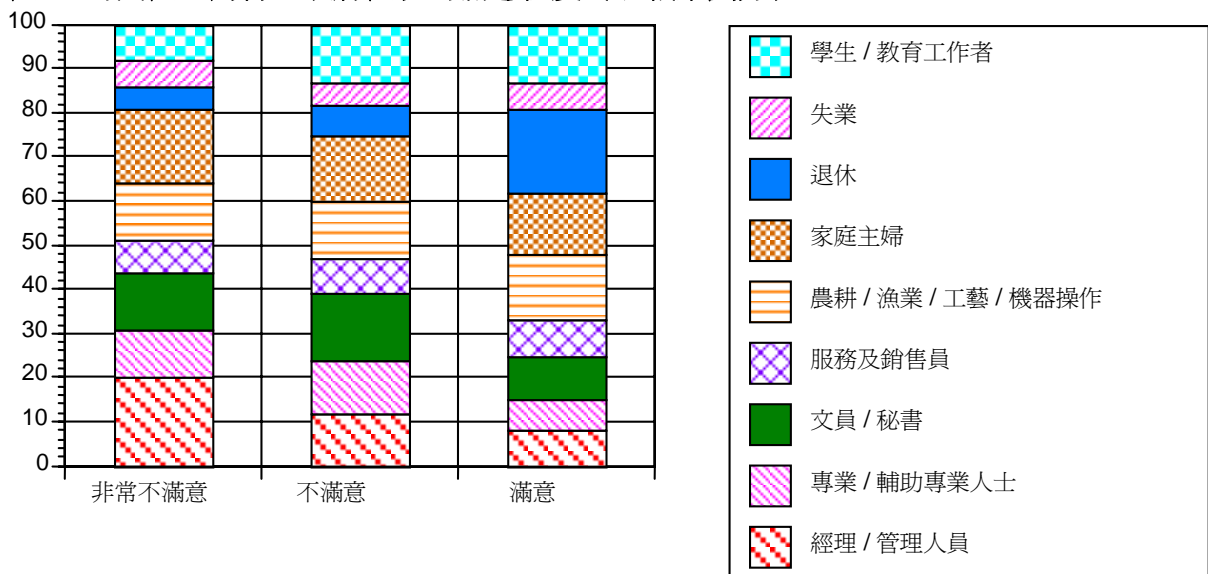 100
90
80
70
60
50
40
30
20
10
0
非常不滿意
不滿意
滿意
學生 / 教育工作者
失業
退休
家庭主婦
農耕 / 漁業 / 工藝 / 機器操作
服務及銷售員
文員 / 秘書
專業 / 輔助專業人士
經理 / 管理人員